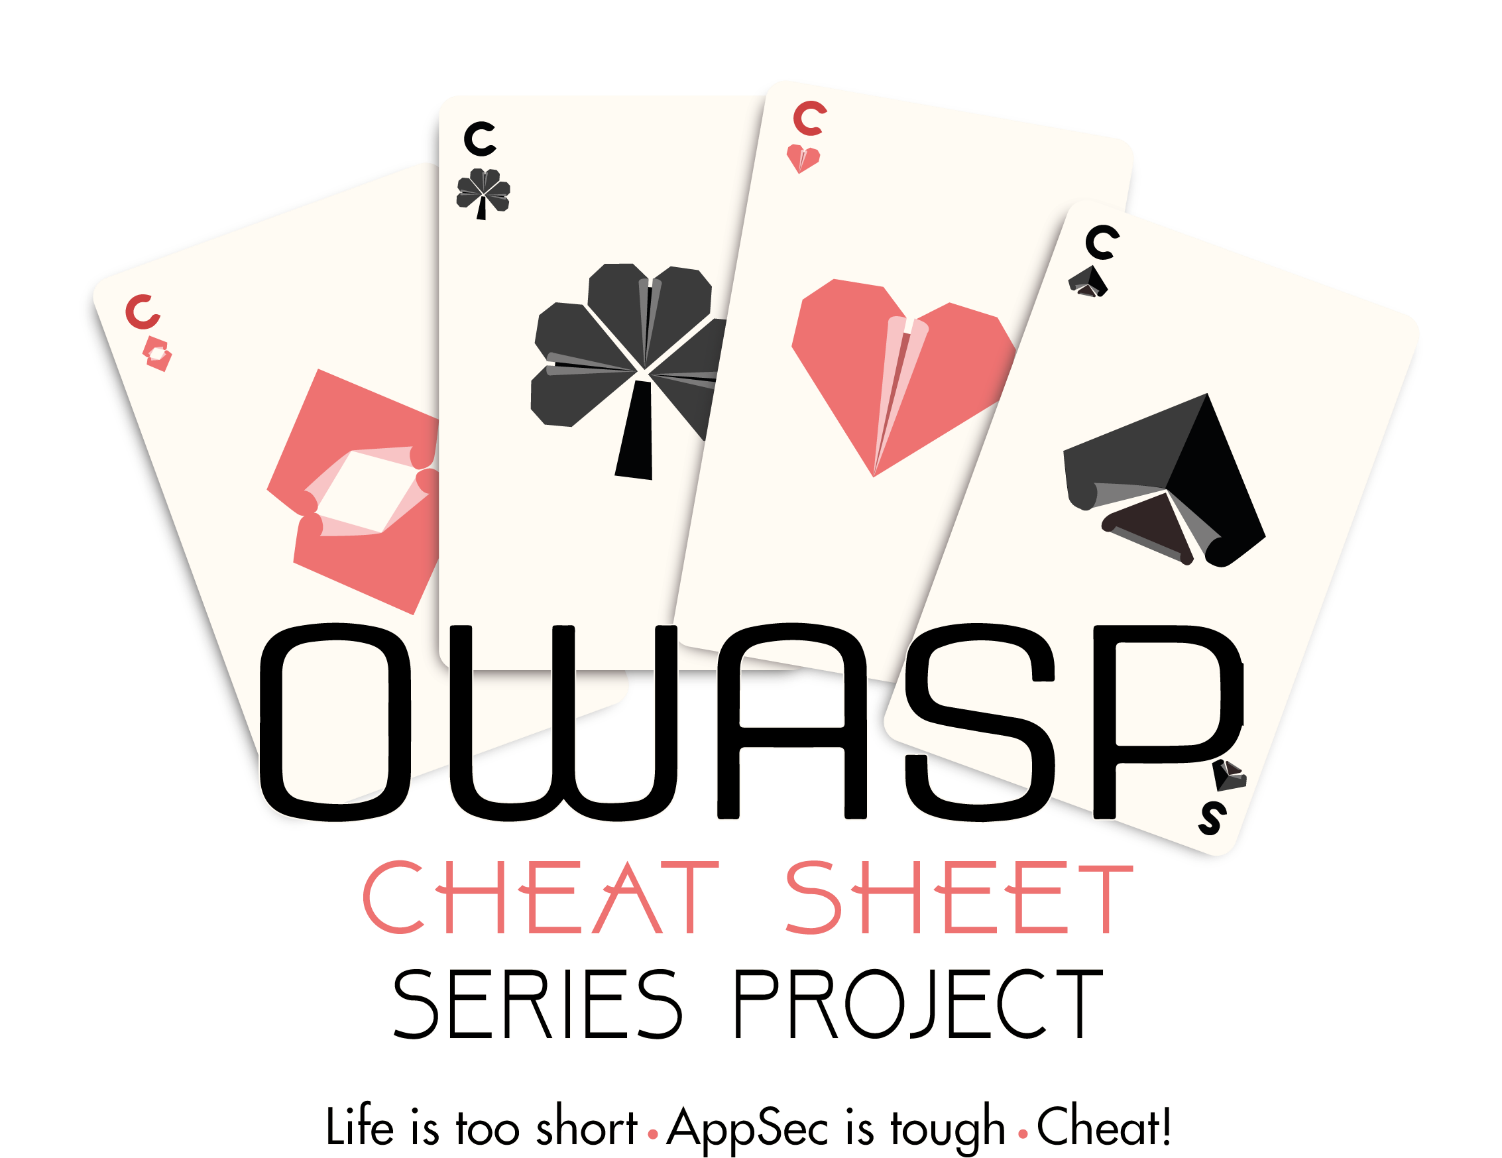 C
C
C
C
S
OWASP
CHEAT SHEET
SERIES PROJECT
Life is too short • AppSec is tough • Cheat!